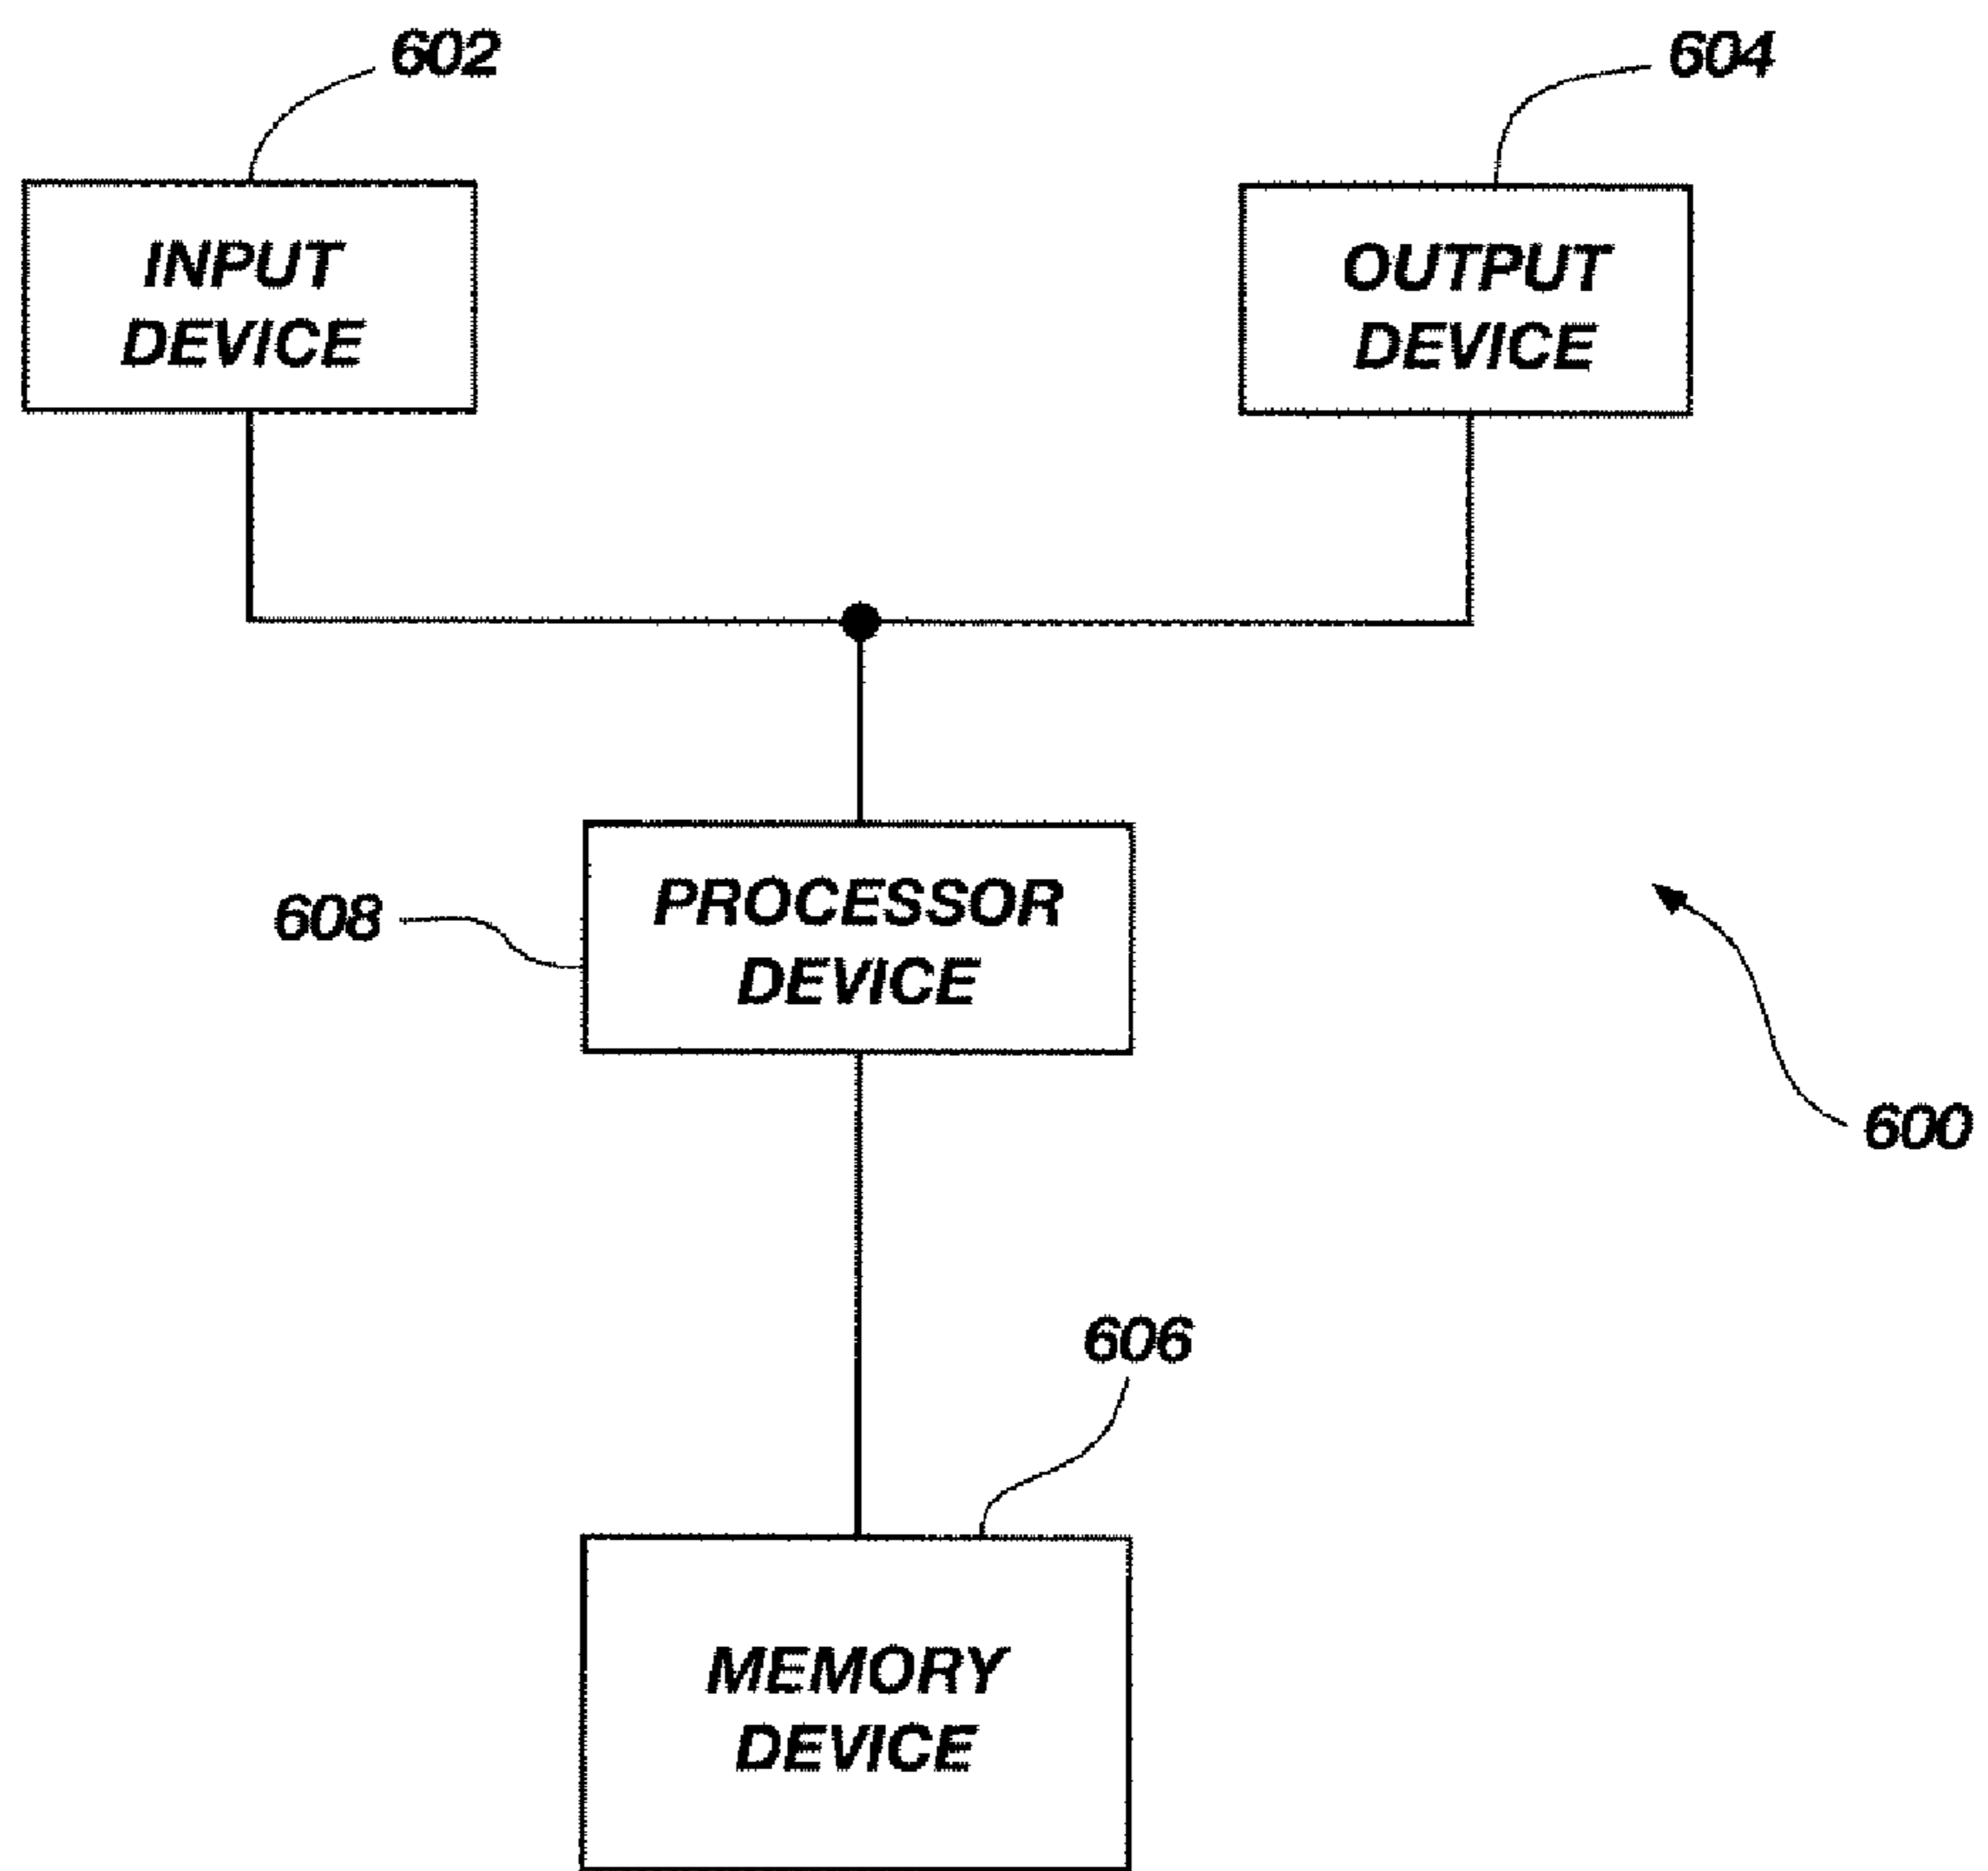 602
604
INPUT
DEVICE
OUTPUT
DEVICE
PROCESSOR
DEVICE
608
600
606
MEMORY
DEVICE